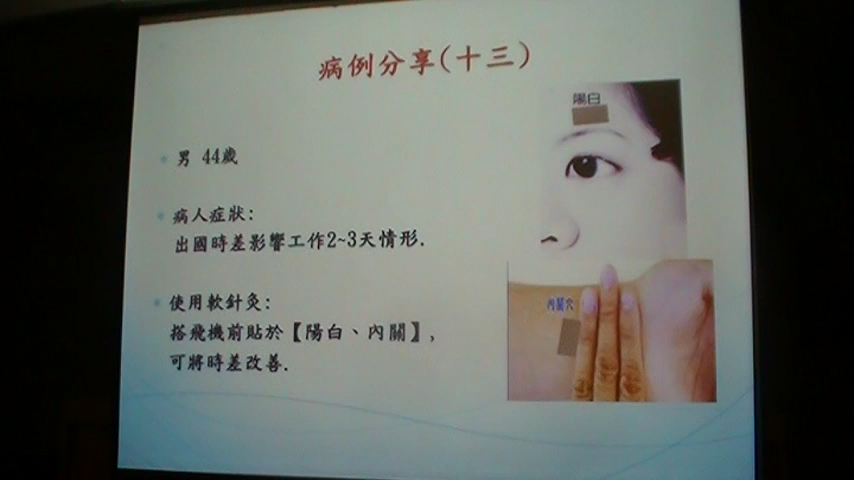 病例分享(十三)
陽白
男 44歲
病人症狀:
出國時差影響工作2~3天情形.
使用軟針灸:
內關穴
搭飛機前貼於【陽白、內關】,
可將時差改善.